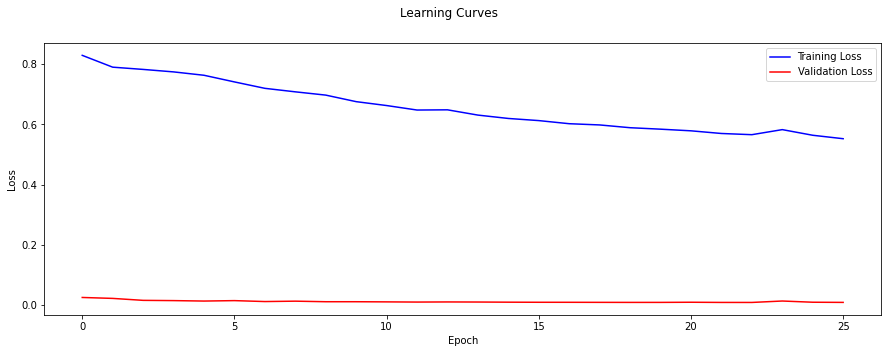 Learning Curves
Training Loss
Validation Loss
0.8
0.6
0.4
0.2
0.0
Loss
0 5 10 15 20 25
Epoch